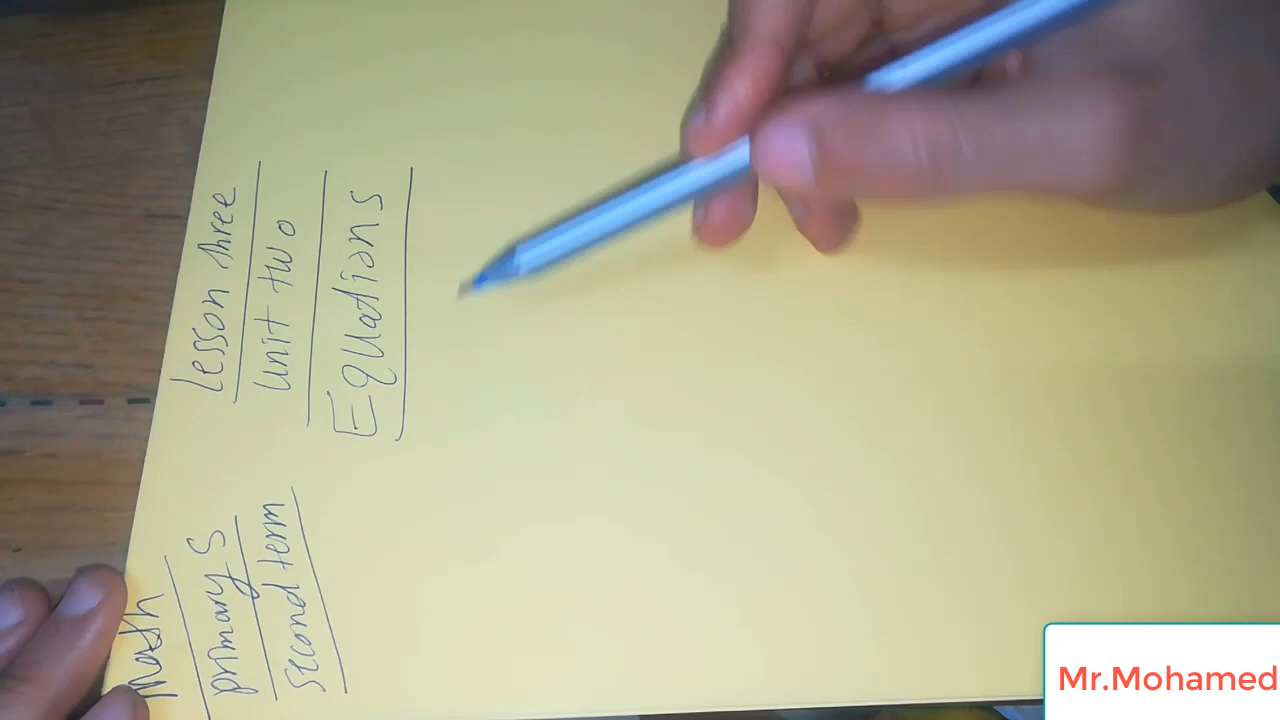 Math
primary 5
second term
Lesson three
unit two
Equations
Mr.Mohamed